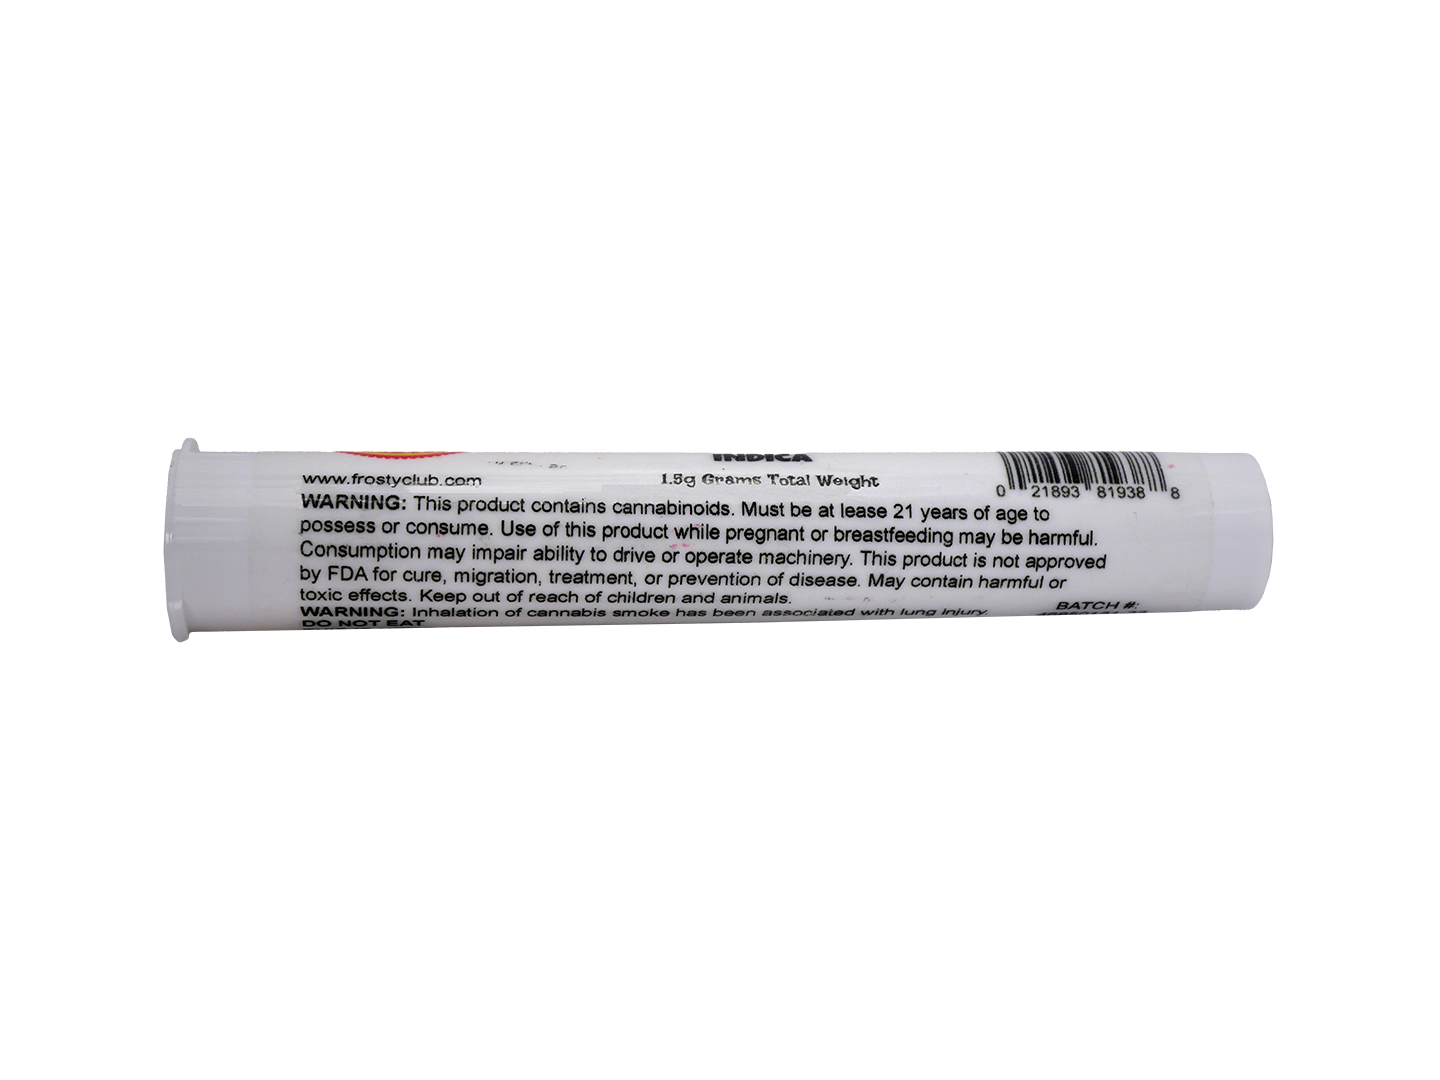 INDICA
www.frostyclub.com
1.5g Grams Total Weight
0 21893 81938 8
WARNING: This product contains cannabinoids. Must be at lease 21 years of age to
possess or consume. Use of this product while pregnant or breastfeeding may be harmful.
Consumption may impair ability to drive or operate machinery. This product is not approved
by FDA for cure, migration, treatment, or prevention of disease. May contain harmful or
toxic effects. Keep out of reach of children and animals.
WARNING: Inhalation of cannabis smoke has been associated with lung injury.
DO NOT EAT
BATCH #: